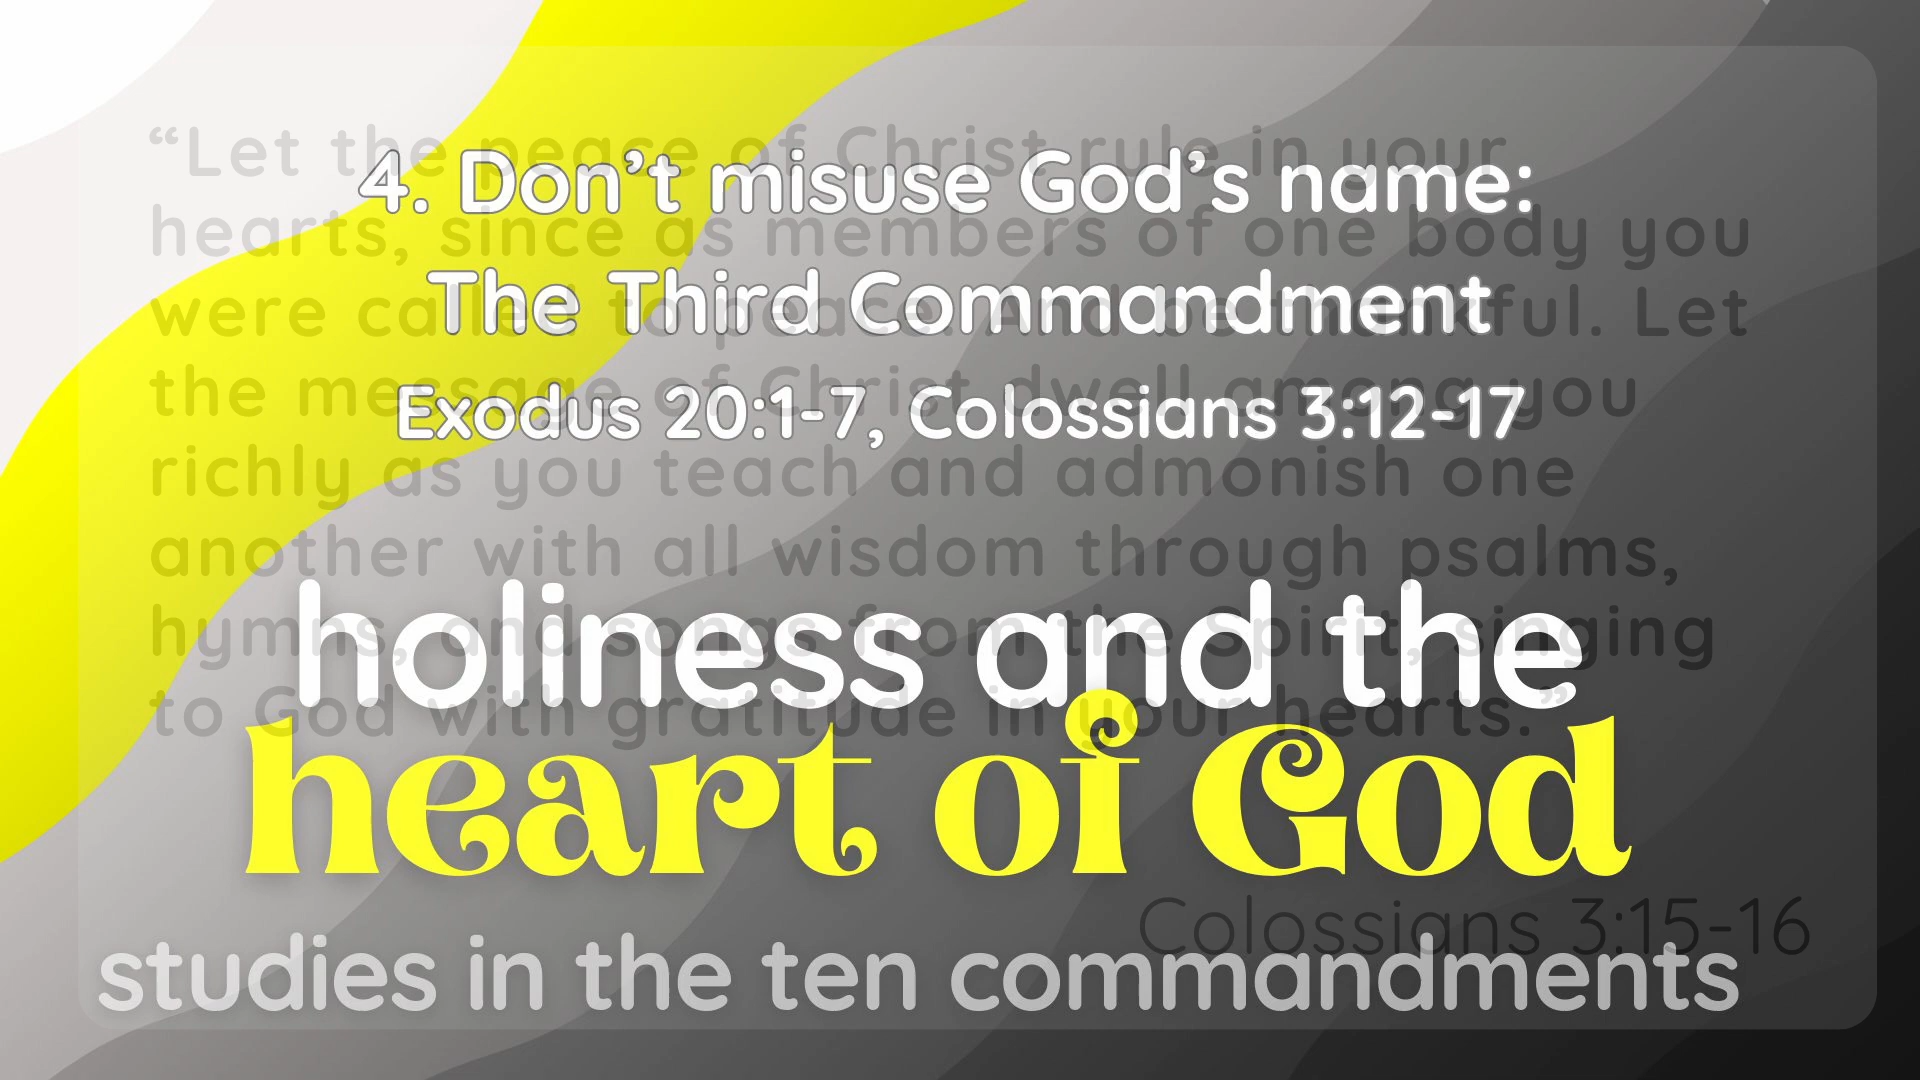 “Let the peace of Christ rule in your
hearts, since as members of one body you
were called to peace. And be thankful. Let
the message of Christ dwell among you
richly as you teach and admonish one
another with all wisdom through psalms,
hymns, and songs from the Spirit, singing
to God with gratitude in your hearts.”
Colossians 3:15-16
4. Don’t misuse God’s name:
The Third Commandment
Exodus 20:1-7, Colossians 3:12-17
holiness and the
heart of God
studies in the ten commandments